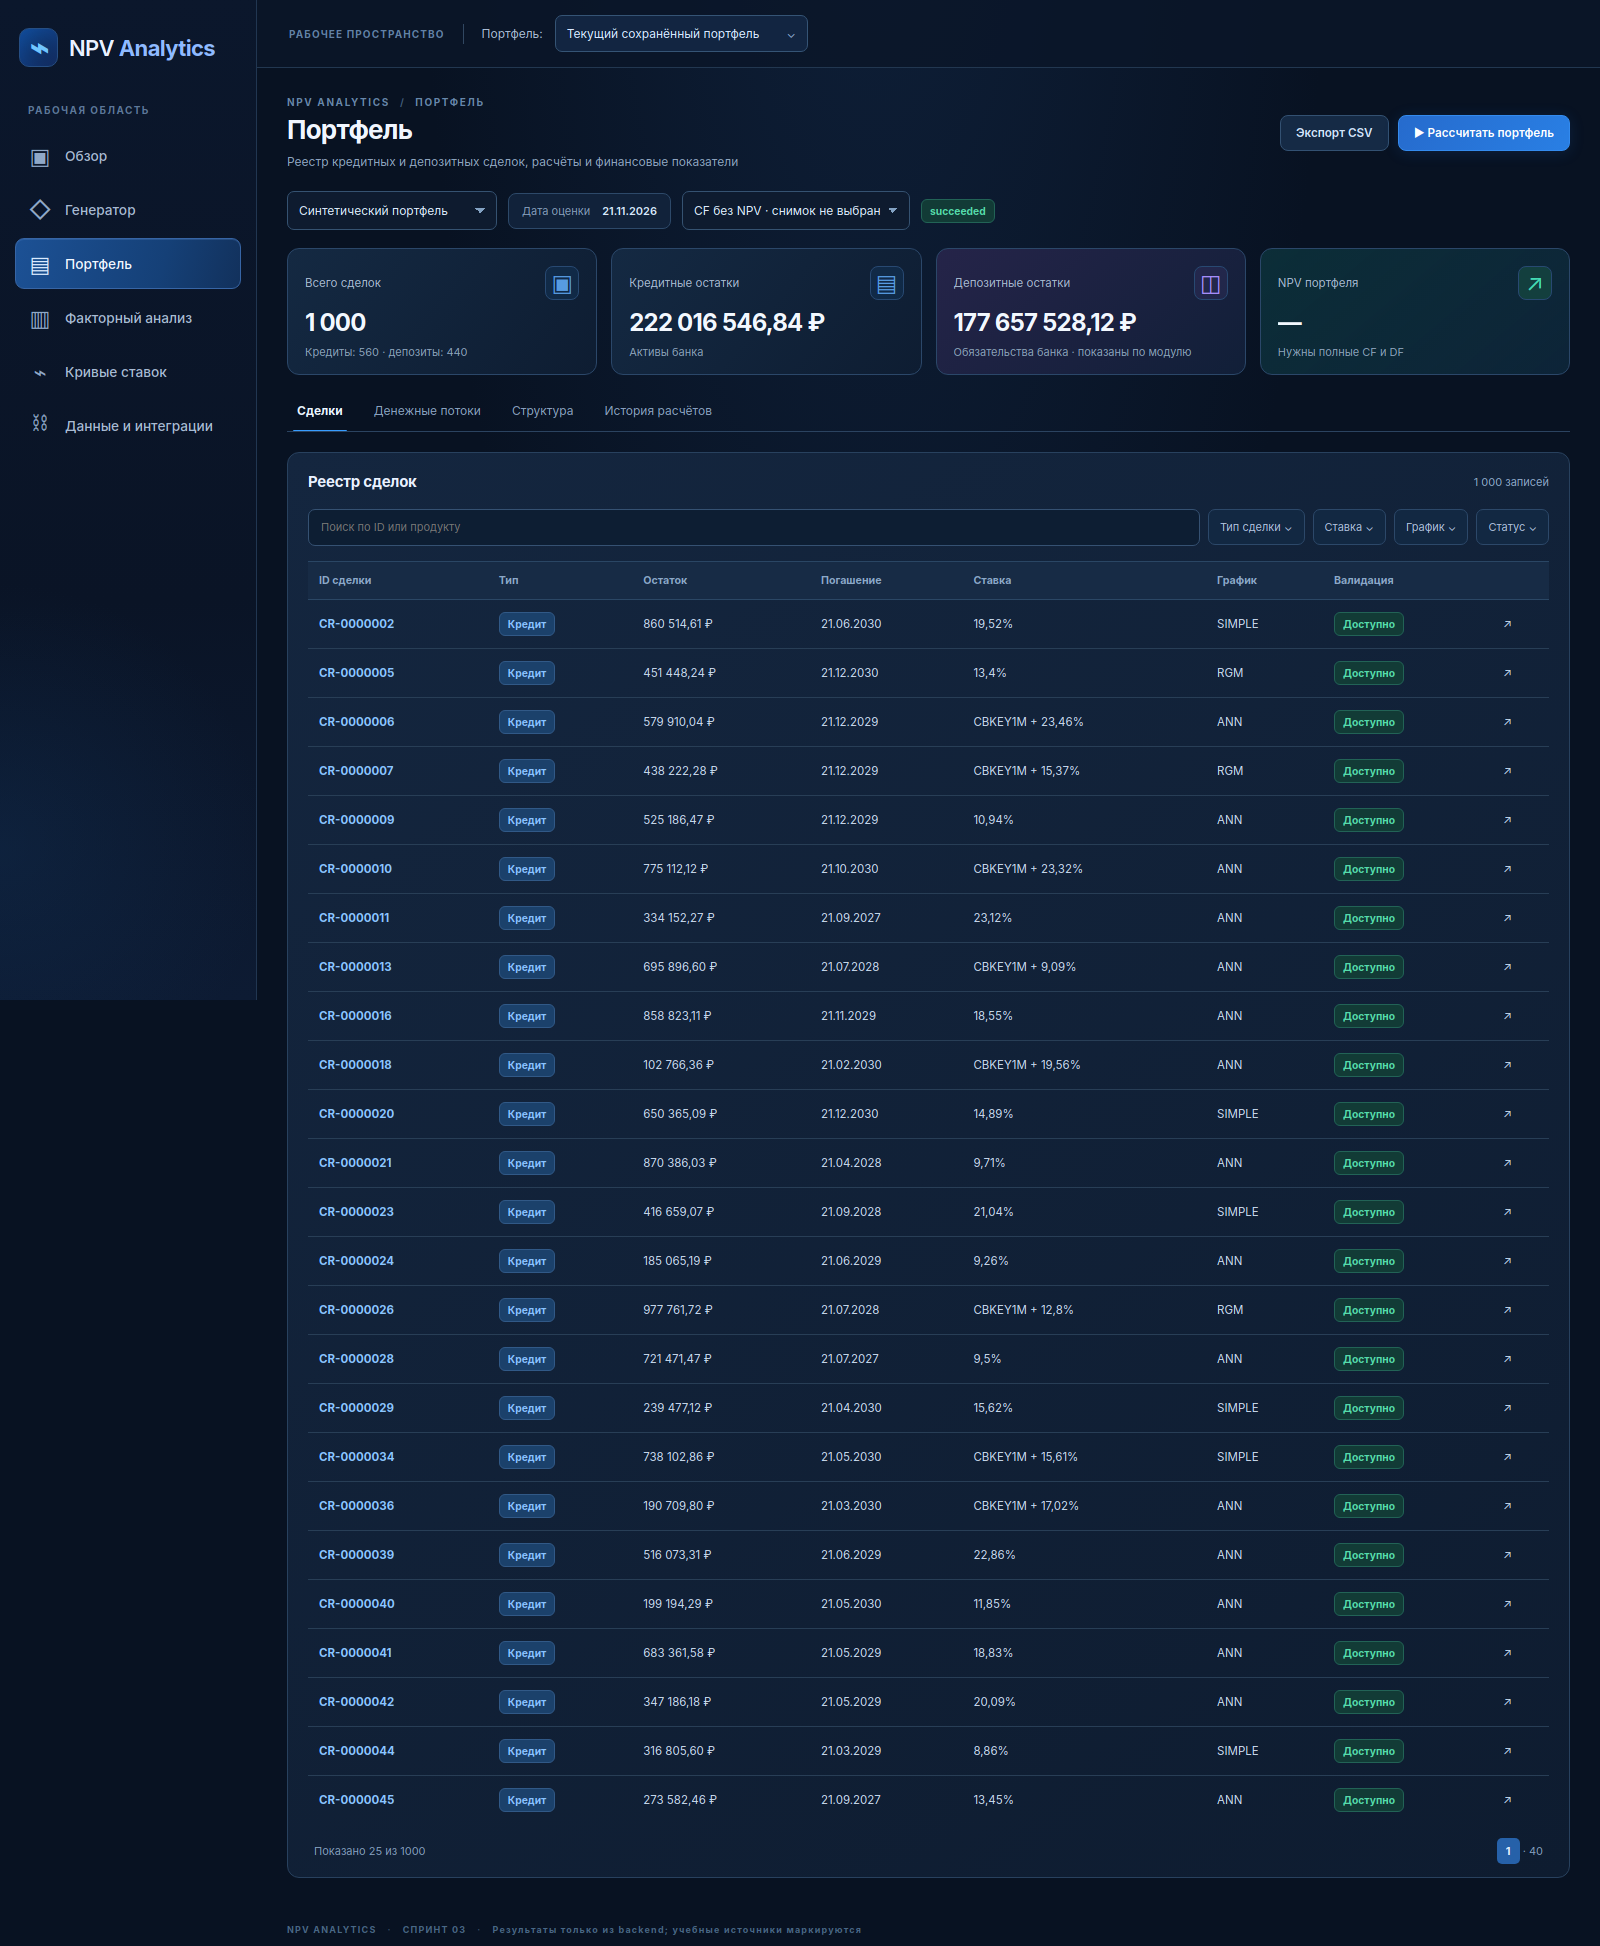 NPV Analytics
РАБОЧАЯ ОБЛАСТЬ
Обзор
Генератор
Портфель
Факторный анализ
Кривые ставок
Данные и интеграции
РАБОЧЕЕ ПРОСТРАНСТВО
Портфель: Текущий сохранённый портфель
NPV ANALYTICS / ПОРТФЕЛЬ
Портфель
Реестр кредитных и депозитных сделок, расчёты и финансовые показатели
Экспорт CSV
▶ Рассчитать портфель
Синтетический портфель
Дата оценки 21.11.2026
CF без NPV · снимок не выбран
succeeded
Всего сделок
1 000
Кредиты: 560 · депозиты: 440
Кредитные остатки
222 016 546,84 ₽
Активы банка
Депозитные остатки
177 657 528,12 ₽
Обязательства банка · показаны по модулю
NPV портфеля
—
Нужны полные CF и DF
Сделки Денежные потоки Структура История расчётов
Реестр сделок
1 000 записей
Поиск по ID или продукту
Тип сделки Ставка График Статус
ID сделки Тип Остаток Погашение Ставка График Валидация
CR-0000002 Кредит 860 514,61 ₽ 21.06.2030 19,52% SIMPLE Доступно ↗
CR-0000005 Кредит 451 448,24 ₽ 21.12.2030 13,4% RGM Доступно ↗
CR-0000006 Кредит 579 910,04 ₽ 21.12.2029 CBKEY1M + 23,46% ANN Доступно ↗
CR-0000007 Кредит 438 222,28 ₽ 21.12.2029 CBKEY1M + 15,37% RGM Доступно ↗
CR-0000009 Кредит 525 186,47 ₽ 21.12.2029 10,94% ANN Доступно ↗
CR-0000010 Кредит 775 112,12 ₽ 21.10.2030 CBKEY1M + 23,32% ANN Доступно ↗
CR-0000011 Кредит 334 152,27 ₽ 21.09.2027 23,12% ANN Доступно ↗
CR-0000013 Кредит 695 896,60 ₽ 21.07.2028 CBKEY1M + 9,09% ANN Доступно ↗
CR-0000016 Кредит 858 823,11 ₽ 21.11.2029 18,55% ANN Доступно ↗
CR-0000018 Кредит 102 766,36 ₽ 21.02.2030 CBKEY1M + 19,56% ANN Доступно ↗
CR-0000020 Кредит 650 365,09 ₽ 21.12.2030 14,89% SIMPLE Доступно ↗
CR-0000021 Кредит 870 386,03 ₽ 21.04.2028 9,71% ANN Доступно ↗
CR-0000023 Кредит 416 659,07 ₽ 21.09.2028 21,04% SIMPLE Доступно ↗
CR-0000024 Кредит 185 065,19 ₽ 21.06.2029 9,26% ANN Доступно ↗
CR-0000026 Кредит 977 761,72 ₽ 21.07.2028 CBKEY1M + 12,8% RGM Доступно ↗
CR-0000028 Кредит 721 471,47 ₽ 21.07.2027 9,5% ANN Доступно ↗
CR-0000029 Кредит 239 477,12 ₽ 21.04.2030 15,62% SIMPLE Доступно ↗
CR-0000034 Кредит 738 102,86 ₽ 21.05.2030 CBKEY1M + 15,61% SIMPLE Доступно ↗
CR-0000036 Кредит 190 709,80 ₽ 21.03.2030 CBKEY1M + 17,02% ANN Доступно ↗
CR-0000039 Кредит 516 073,31 ₽ 21.06.2029 22,86% ANN Доступно ↗
CR-0000040 Кредит 199 194,29 ₽ 21.05.2030 11,85% ANN Доступно ↗
CR-0000041 Кредит 683 361,58 ₽ 21.05.2029 18,83% ANN Доступно ↗
CR-0000042 Кредит 347 186,18 ₽ 21.05.2029 20,09% ANN Доступно ↗
CR-0000044 Кредит 316 805,60 ₽ 21.03.2029 8,86% SIMPLE Доступно ↗
CR-0000045 Кредит 273 582,46 ₽ 21.09.2027 13,45% ANN Доступно ↗
Показано 25 из 1000
1 · 40
NPV ANALYTICS · СПРИНТ 03 · Результаты только из backend; учебные источники маркируются